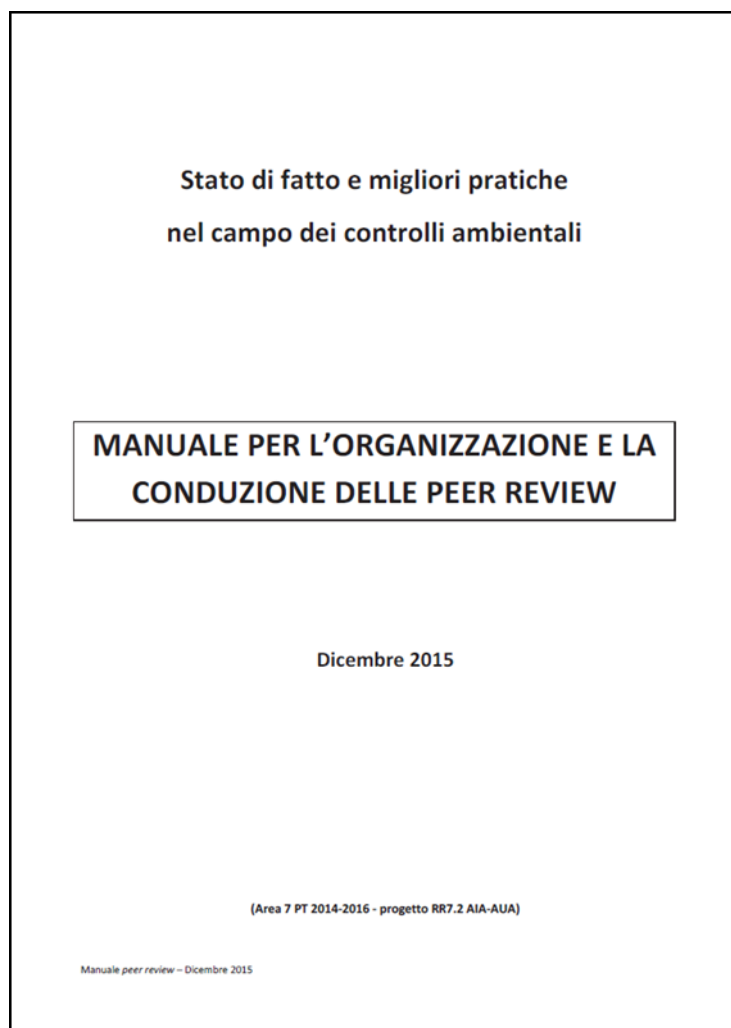 Stato di fatto e migliori pratiche
nel campo dei controlli ambientali
MANUALE PER L’ORGANIZZAZIONE E LA
CONDUZIONE DELLE PEER REVIEW
Dicembre 2015
(Area 7 PT 2014-2016 - progetto RR7.2 AIA-AUA)
Manuale peer review – Dicembre 2015